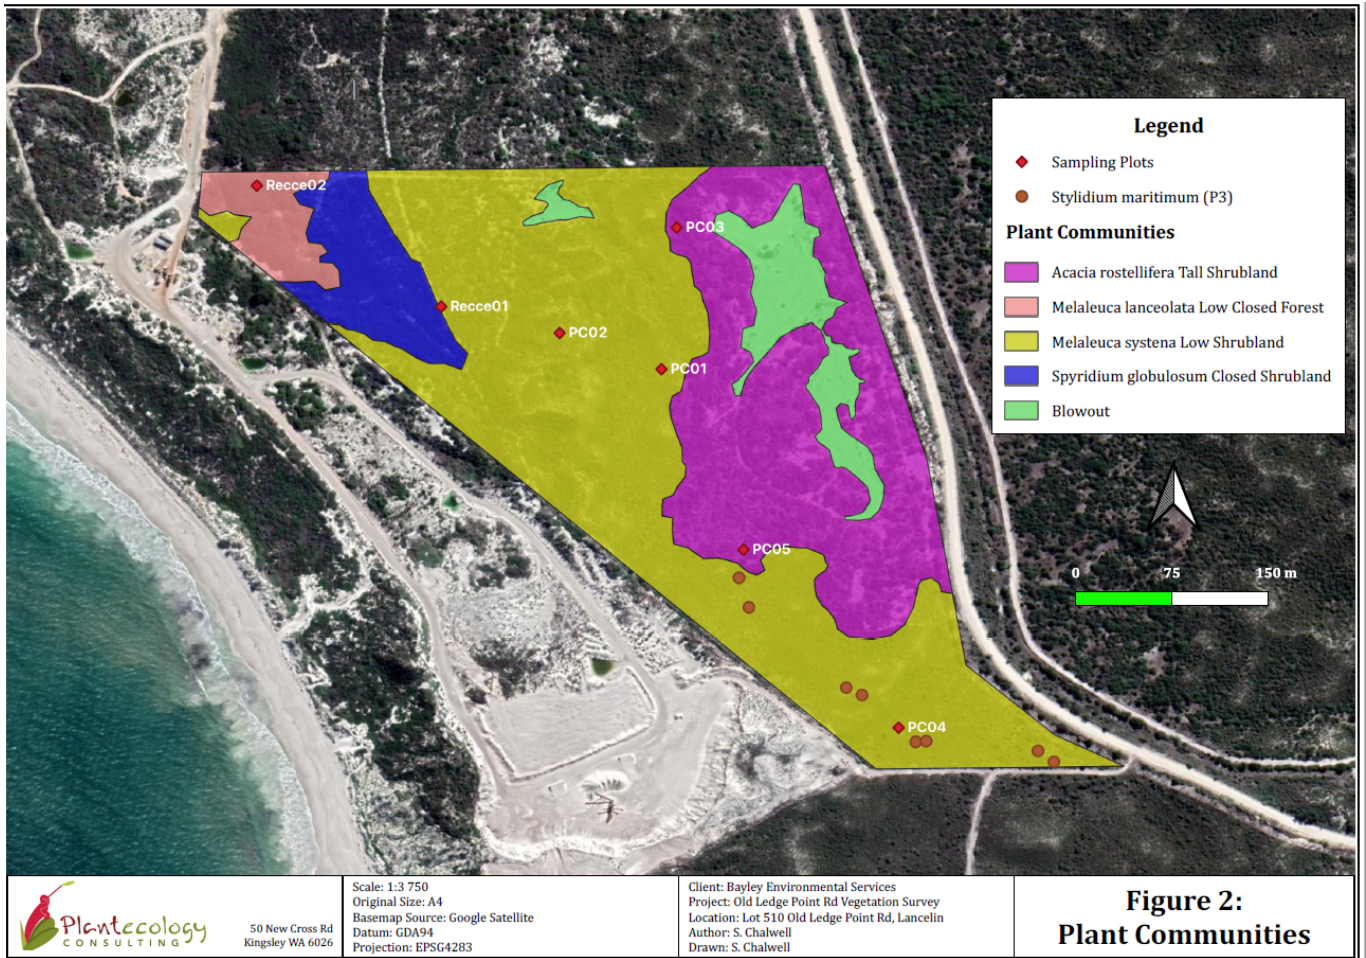 Legend
Sampling Plots
Stylidium maritimum (P3)
Plant Communities
Acacia rostellifera Tall Shrubland
Melaleuca lanceolata Low Closed Forest
Melaleuca systena Low Shrubland
Spyridium globulosum Closed Shrubland
Blowout
Recce02
PC03
Recce01
PC02
PC01
PC05
PC04
0 75 150 m
Plantecology
CONSULTING
50 New Cross Rd
Kingsley WA 6026
Scale: 1:3 750
Original Size: A4
Basemap Source: Google Satellite
Datum: GDA94
Projection: EPSG4283
Client: Bayley Environmental Services
Project: Old Ledge Point Rd Vegetation Survey
Location: Lot 510 Old Ledge Point Rd, Lancelin
Author: S. Chalwell
Drawn: S. Chalwell
Figure 2:
Plant Communities